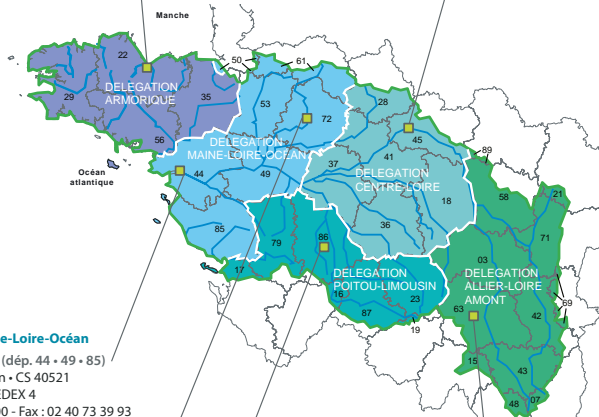 Manche
50
61
22
28
29
DELEGATION
ARMORIQUE
35
53
72
45
56
DELEGATION
MAINE-LOIRE-OCEAN
41
89
37
44
49
DELEGATION
CENTRE-LOIRE
Océan
atlantique
58
21
18
85
79
86
36
71
03
17
DELEGATION
POITOU-LIMOUSIN
DELEGATION
ALLIER-LOIRE
AMONT
16
23
87
19
63
42
69
15
43
48
07
e-Loire-Océan
(dép. 44 • 49 • 85)
n • CS 40521
EDEX 4
00 - Fax : 02 40 73 39 93